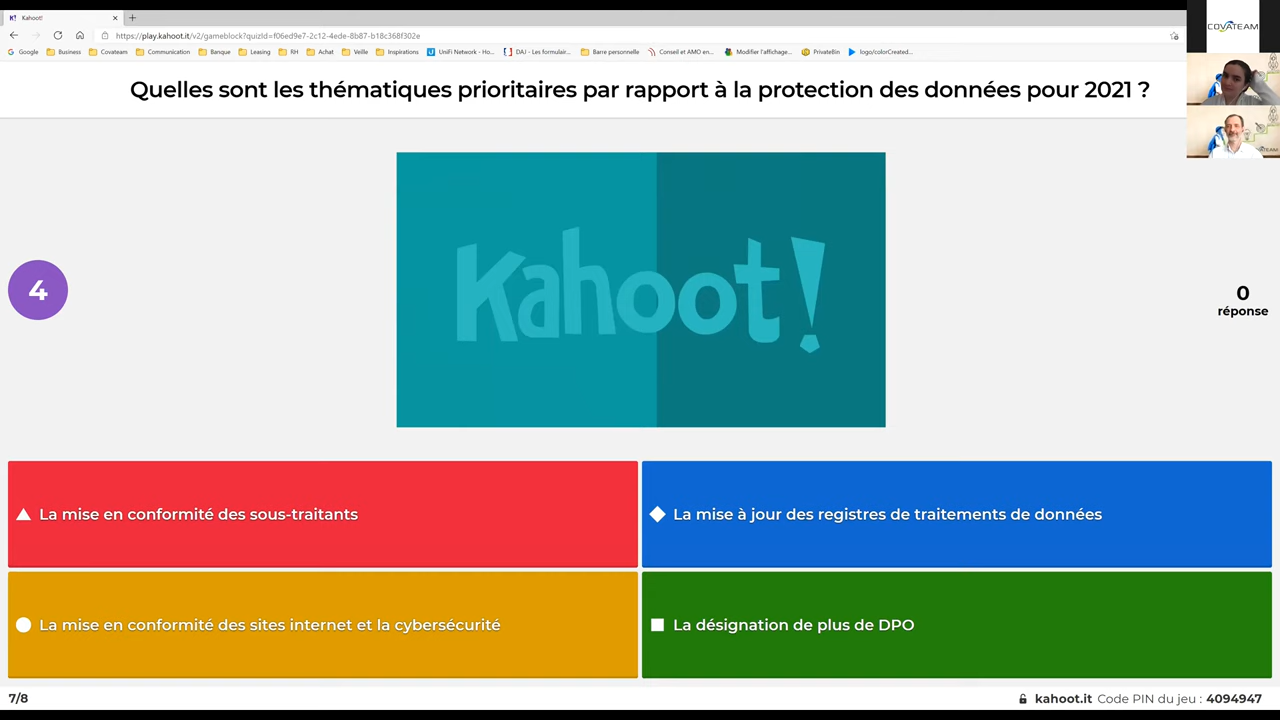 Kahoot!
https://play.kahoot.it/v2/gameblock?quizId=f06ed9e7-2c12-4ede-8b87-b18c368f302e
Google Business Covateam Communication Banque Leasing RH Achat Veille Inspirations UniFi Network - Ho... DAJ - Les formulair... Barre personnelle Conseil et AMO en... Modifier l'affichage... PrivateBin logo/colorCreated...
COVATEAM
Quelles sont les thématiques prioritaires par rapport à la protection des données pour 2021 ?
Kahoot!
4
0
réponse
La mise en conformité des sous-traitants
La mise à jour des registres de traitements de données
La mise en conformité des sites internet et la cybersécurité
La désignation de plus de DPO
7/8
kahoot.it Code PIN du jeu : 4094947